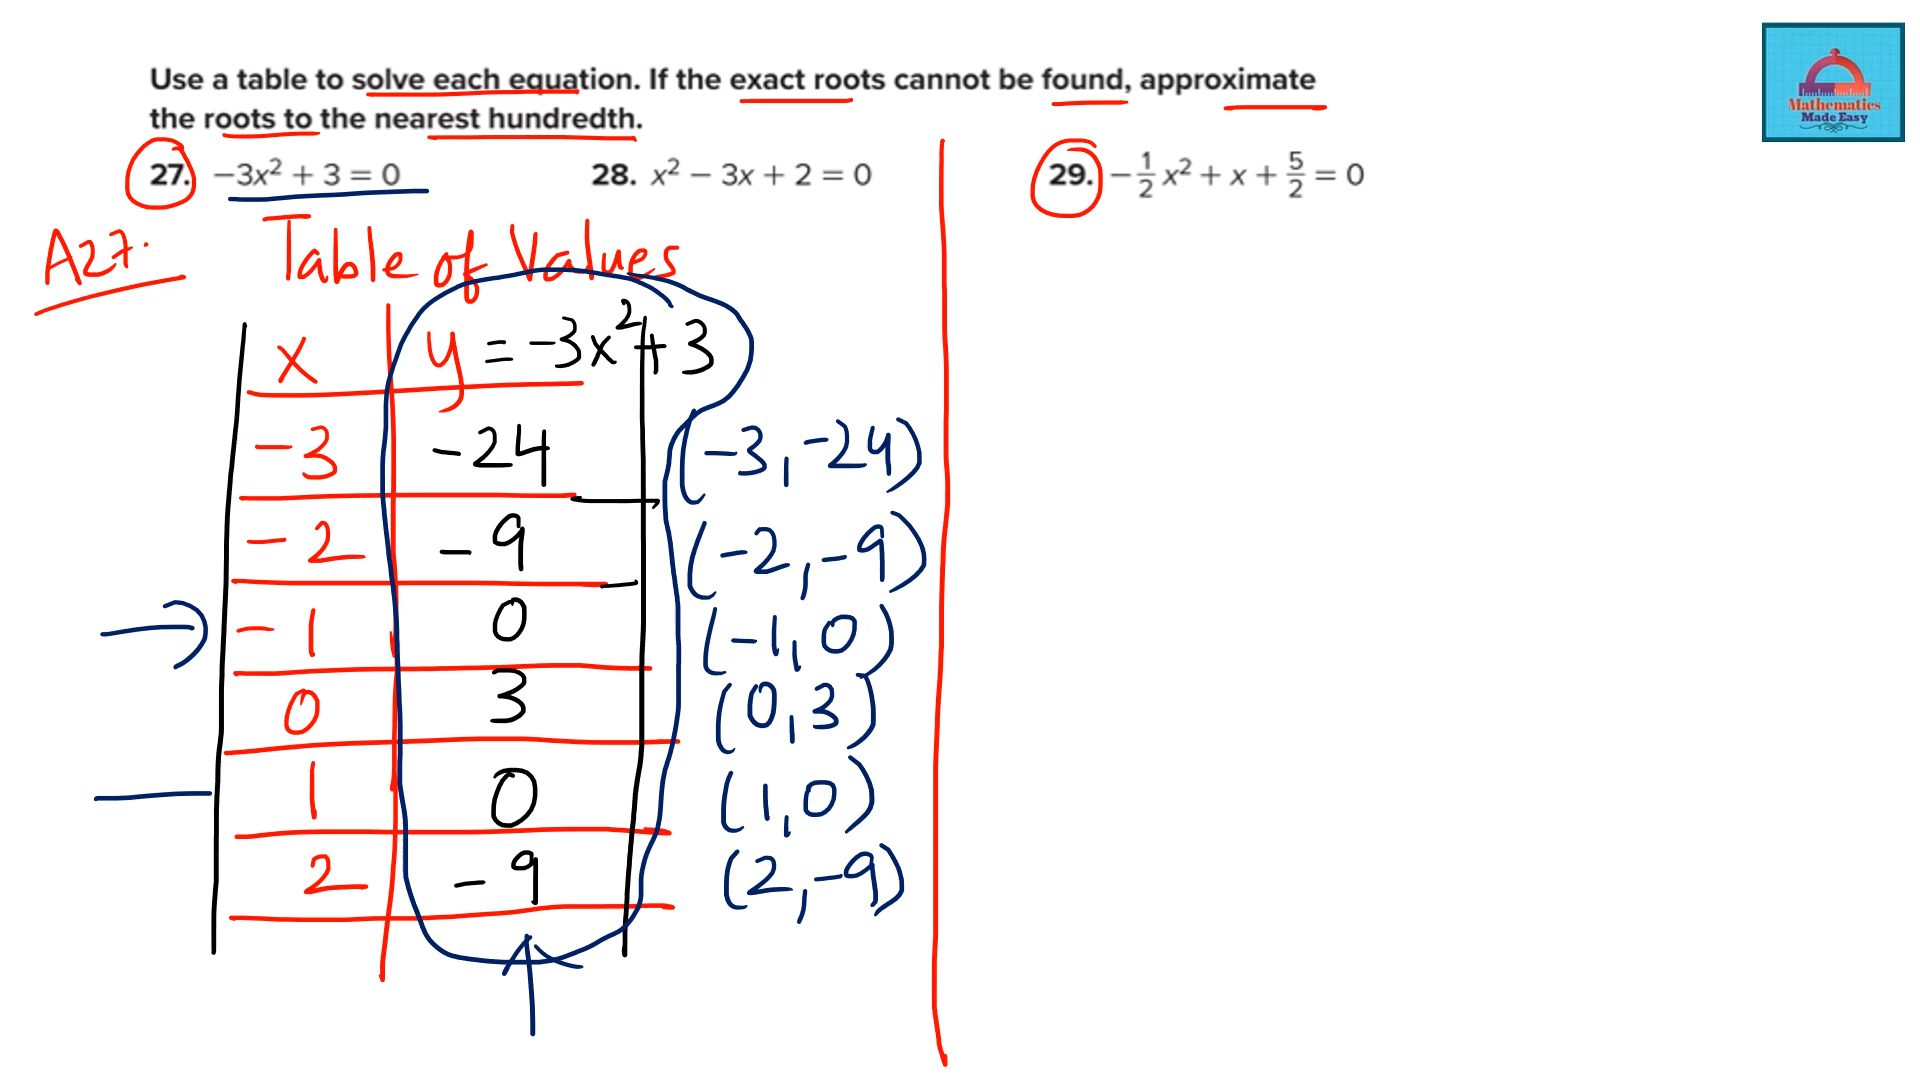 Use a table to solve each equation. If the exact roots cannot be found, approximate
the roots to the nearest hundredth.
27. −3x² + 3 = 0
28. x² − 3x + 2 = 0
29. −1/2 x² + x + 5/2 = 0
Mathematics
Made Easy
A27.
Table of Values
x y = -3x² + 3
-3 -24 (-3, -24)
-2 -9 (-2, -9)
-1 0 (-1, 0)
0 3 (0, 3)
1 0 (1, 0)
2 -9 (2, -9)